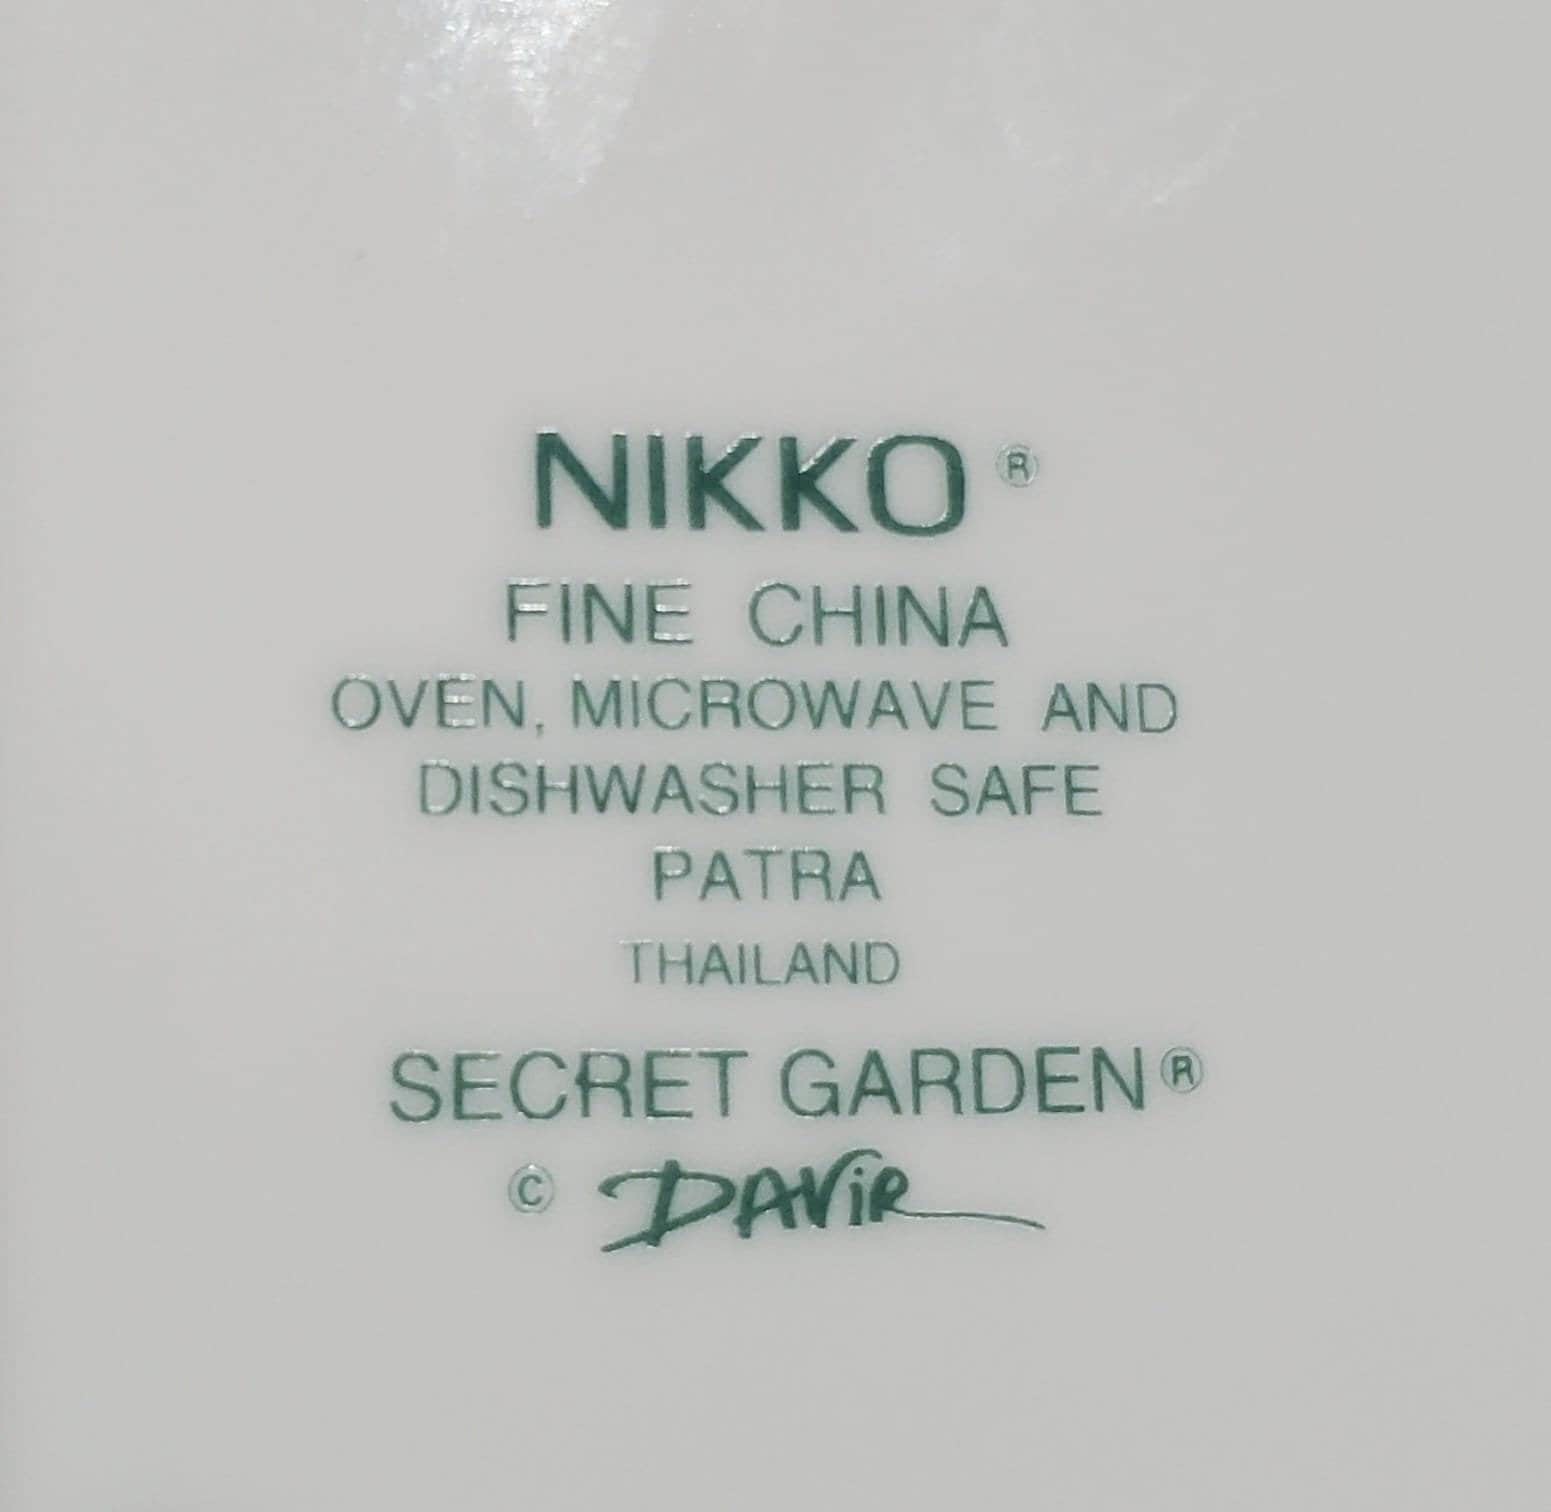 NIKKO ®
FINE CHINA
OVEN, MICROWAVE AND
DISHWASHER SAFE
PATRA
THAILAND
SECRET GARDEN®
© DAViR